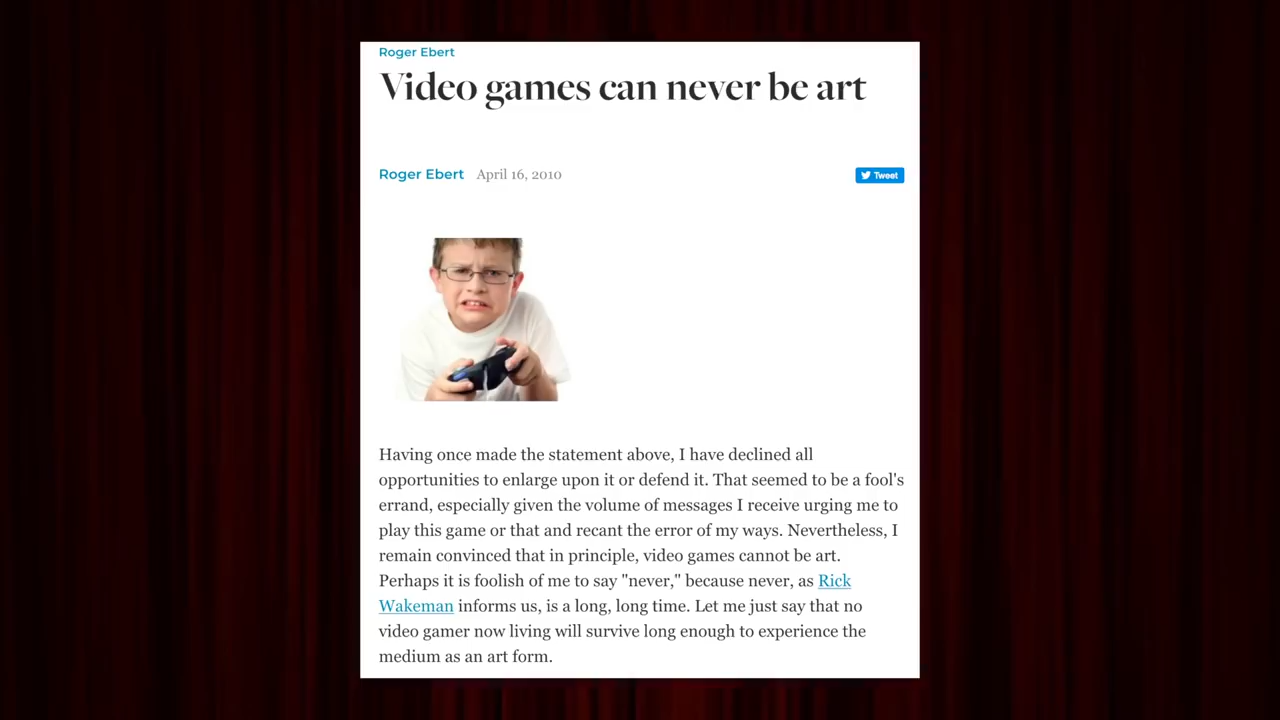 Roger Ebert
Video games can never be art
Roger Ebert April 16, 2010
Tweet
Having once made the statement above, I have declined all
opportunities to enlarge upon it or defend it. That seemed to be a fool's
errand, especially given the volume of messages I receive urging me to
play this game or that and recant the error of my ways. Nevertheless, I
remain convinced that in principle, video games cannot be art.
Perhaps it is foolish of me to say "never," because never, as Rick
Wakeman informs us, is a long, long time. Let me just say that no
video gamer now living will survive long enough to experience the
medium as an art form.